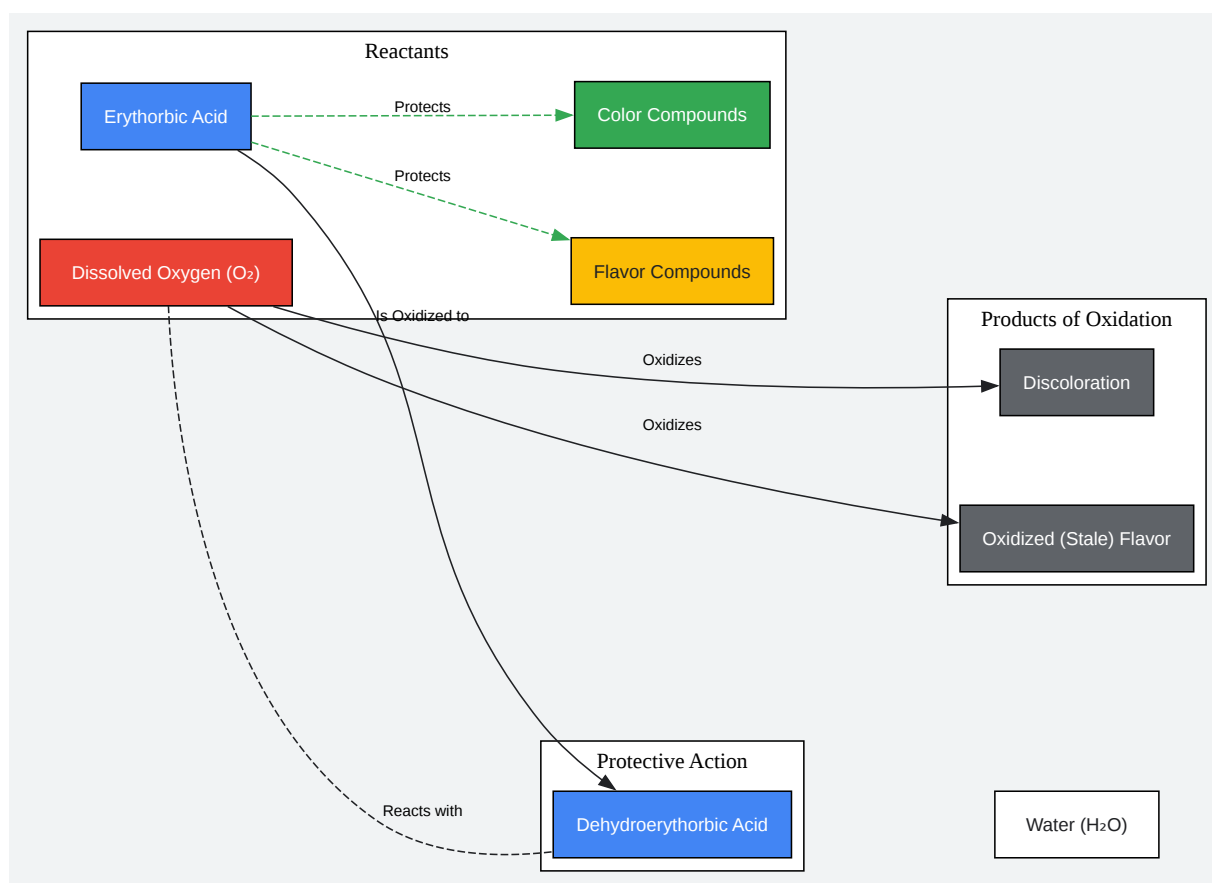 Reactants
Erythorbic Acid
Protects
Color Compounds
Protects
Dissolved Oxygen (O₂)
Flavor Compounds
Is Oxidized to
Products of Oxidation
Oxidizes
Discoloration
Oxidizes
Oxidized (Stale) Flavor
Protective Action
Reacts with
Dehydroerythorbic Acid
Water (H₂O)